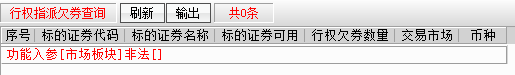 行权指派欠券查询 刷新 输出 共0条
序号 标的证券代码 标的证券名称 标的证券可用 行权欠券数量 交易市场 币种
功能入参[市场板块]非法[]